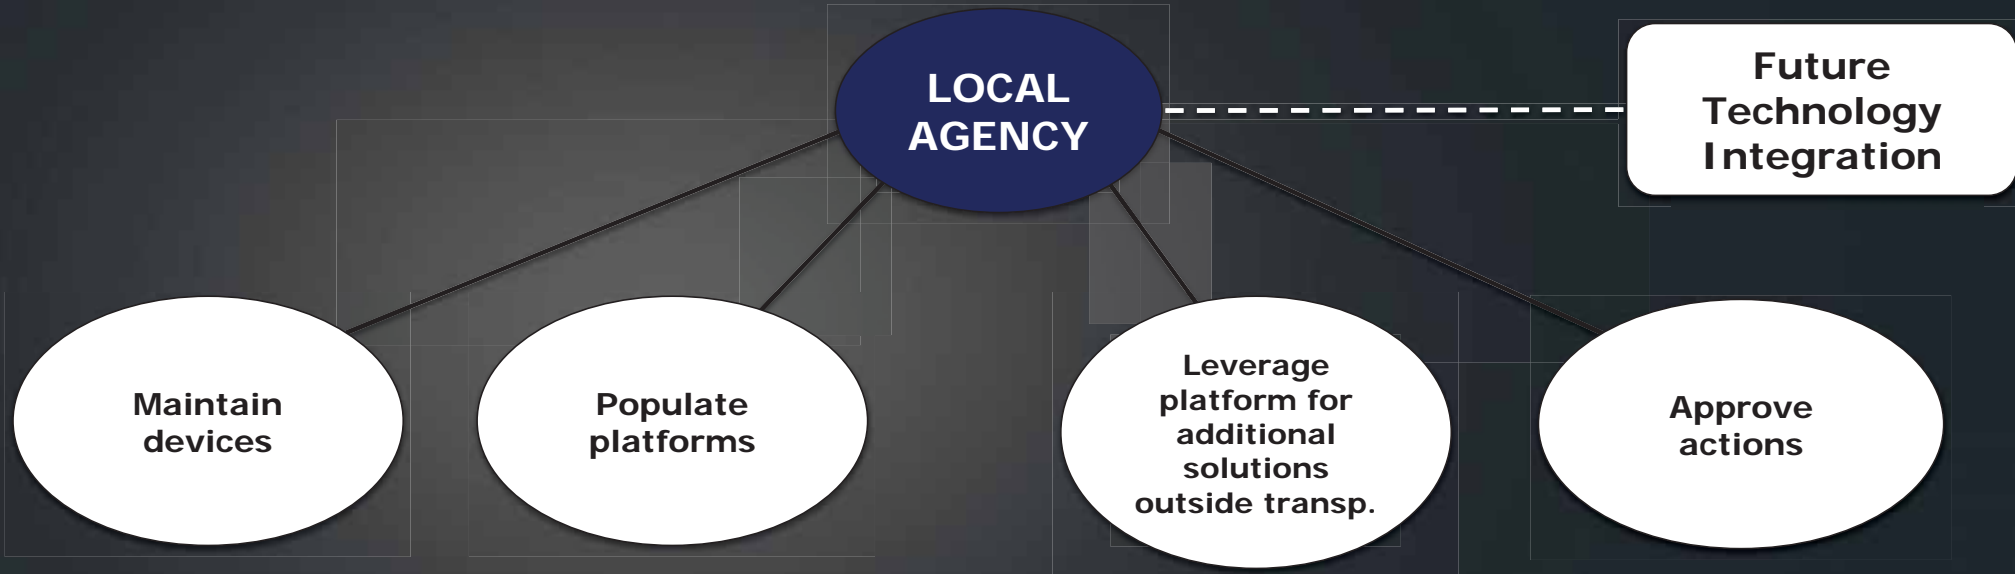 LOCAL
AGENCY
Future
Technology
Integration
Maintain
devices
Populate
platforms
Leverage
platform for
additional
solutions
outside transp.
Approve
actions